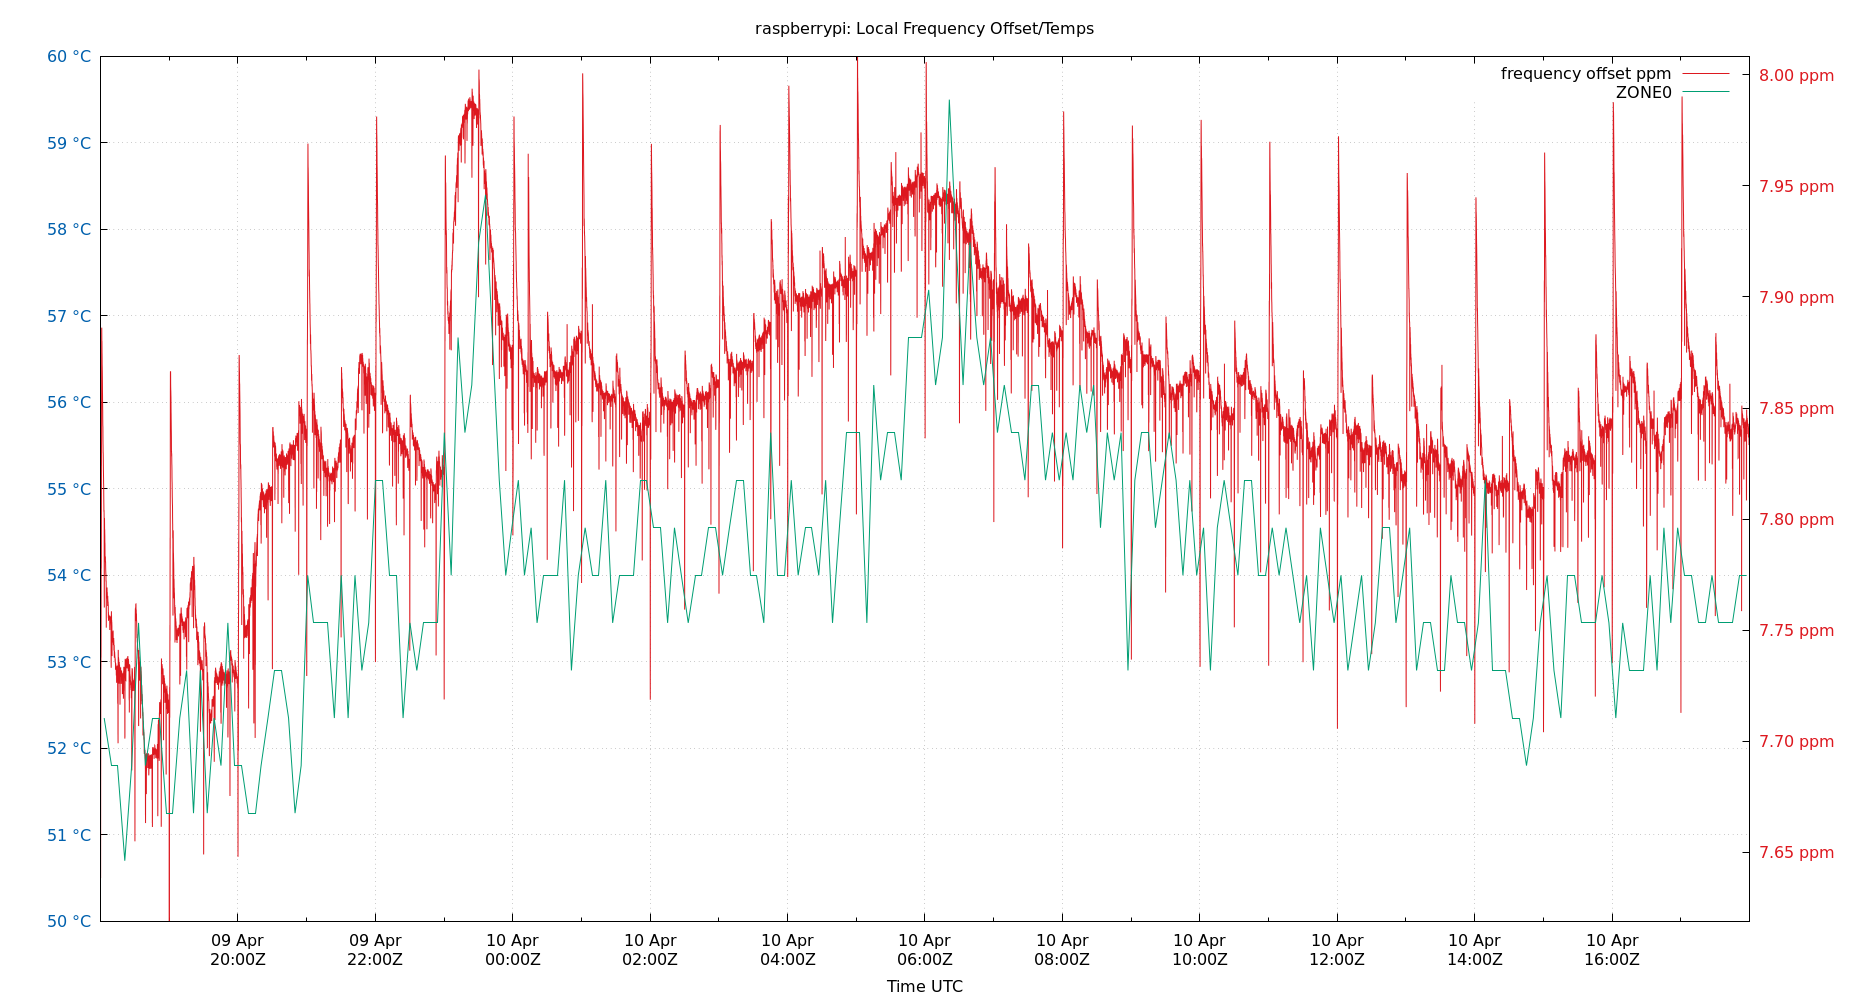 raspberrypi: Local Frequency Offset/Temps
60 °C
59 °C
58 °C
57 °C
56 °C
55 °C
54 °C
53 °C
52 °C
51 °C
50 °C
frequency offset ppm
ZONE0
8.00 ppm
7.95 ppm
7.90 ppm
7.85 ppm
7.80 ppm
7.75 ppm
7.70 ppm
7.65 ppm
09 Apr
20:00Z
09 Apr
22:00Z
10 Apr
00:00Z
10 Apr
02:00Z
10 Apr
04:00Z
10 Apr
06:00Z
10 Apr
08:00Z
10 Apr
10:00Z
10 Apr
12:00Z
10 Apr
14:00Z
10 Apr
16:00Z
Time UTC